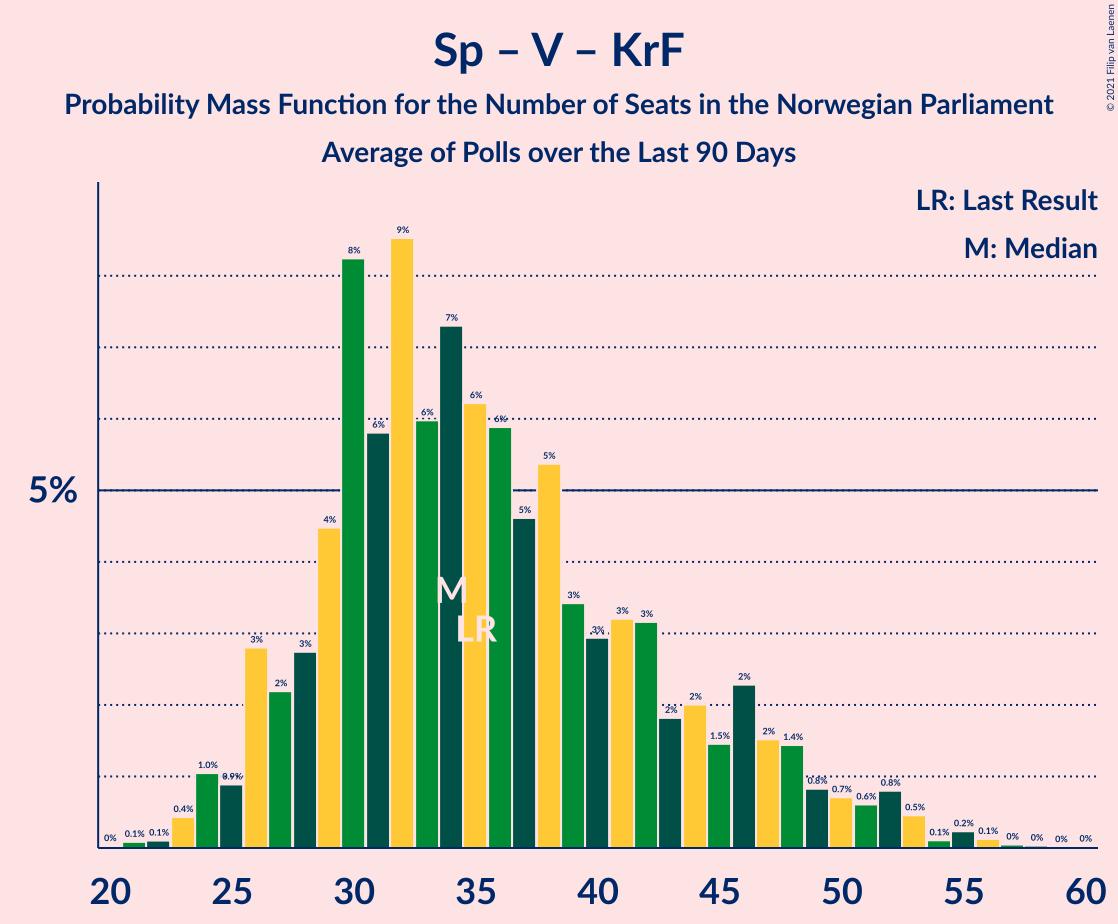 Sp – V – KrF
Probability Mass Function for the Number of Seats in the Norwegian Parliament
Average of Polls over the Last 90 Days
© 2021 Filip van Laenen
LR: Last Result
M: Median
5%
0% 0.1% 0.1% 0.4% 1.0% 0.9% 3% 2% 3% 4% 8% 6% 9% 6% 7% 6% 6% 5% 5% 3% 3% 3% 3% 2% 2% 1.5% 2% 2% 1.4% 0.8% 0.7% 0.6% 0.8% 0.5% 0.1% 0.2% 0.1% 0% 0% 0% 0%
M
LR
20 25 30 35 40 45 50 55 60